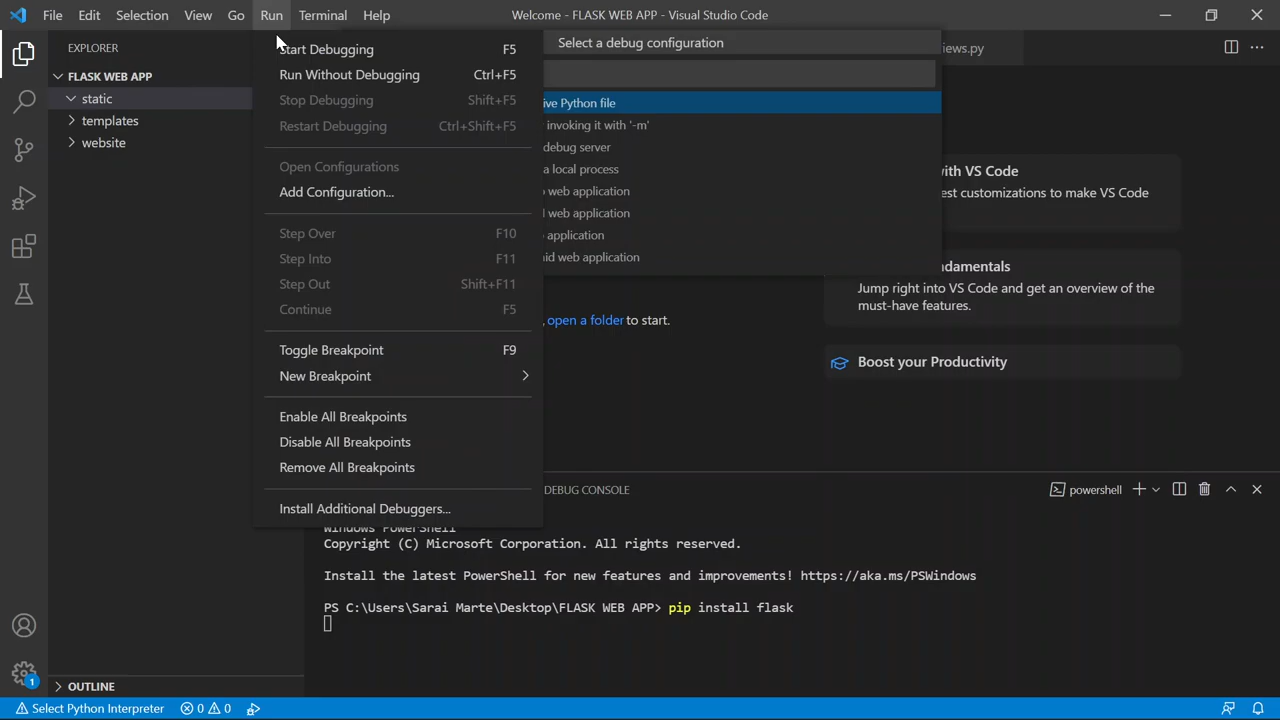 File Edit Selection View Go Run Terminal Help
Welcome - FLASK WEB APP - Visual Studio Code
EXPLORER
FLASK WEB APP
static
templates
website
Start Debugging F5
Run Without Debugging Ctrl+F5
Stop Debugging Shift+F5
Restart Debugging Ctrl+Shift+F5
Open Configurations
Add Configuration...
Step Over F10
Step Into F11
Step Out Shift+F11
Continue F5
Toggle Breakpoint F9
New Breakpoint
Enable All Breakpoints
Disable All Breakpoints
Remove All Breakpoints
Install Additional Debuggers...
Select a debug configuration
iews.py
ive Python file
invoking it with '-m'
debug server
a local process
web application
web application
application
id web application
, open a folder to start.
with VS Code
est customizations to make VS Code
damentals
Jump right into VS Code and get an overview of the
must-have features.
Boost your Productivity
DEBUG CONSOLE
powershell
Windows PowerShell
Copyright (C) Microsoft Corporation. All rights reserved.
Install the latest PowerShell for new features and improvements! https://aka.ms/PSWindows
PS C:\Users\Sarai Marte\Desktop\FLASK WEB APP> pip install flask
OUTLINE
1
Select Python Interpreter 0 0